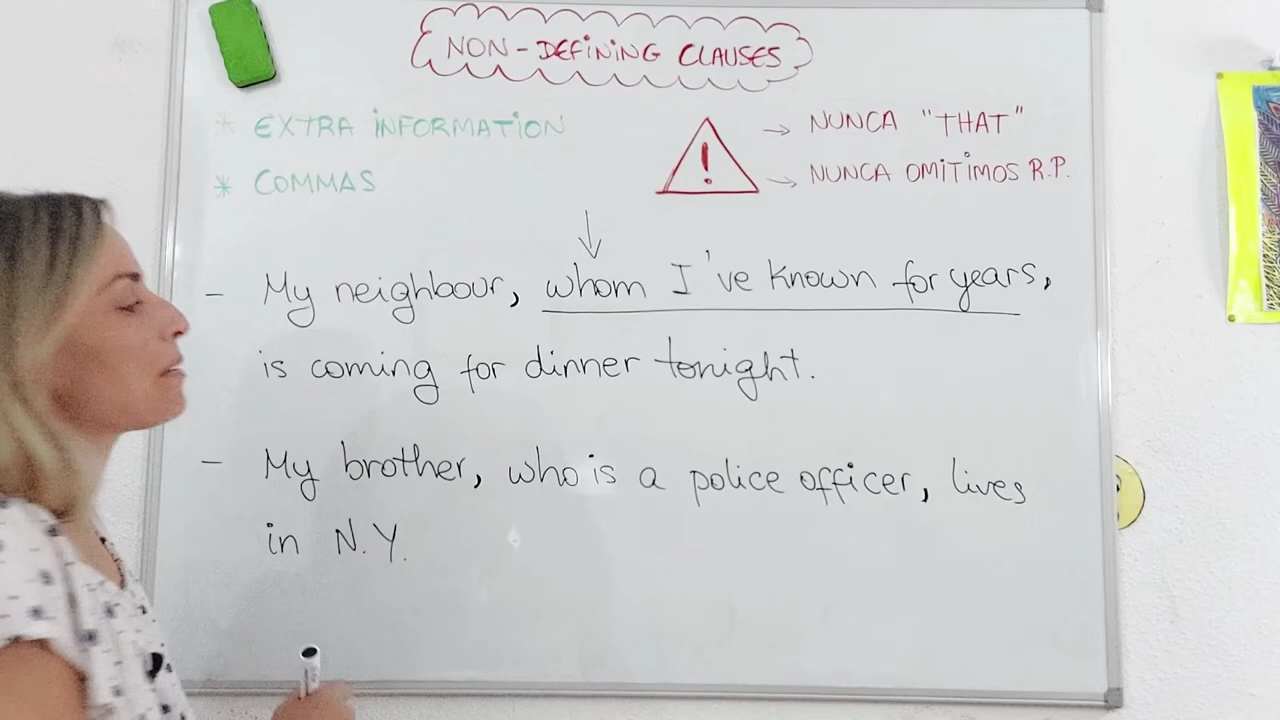 NON-DEFINING CLAUSES
* EXTRA INFORMATION
* COMMAS
! → NUNCA "THAT"
→ NUNCA OMITIMOS R.P.
- My neighbour, whom I've known for years,
is coming for dinner tonight.
- My brother, who is a police officer, lives
in N.Y.